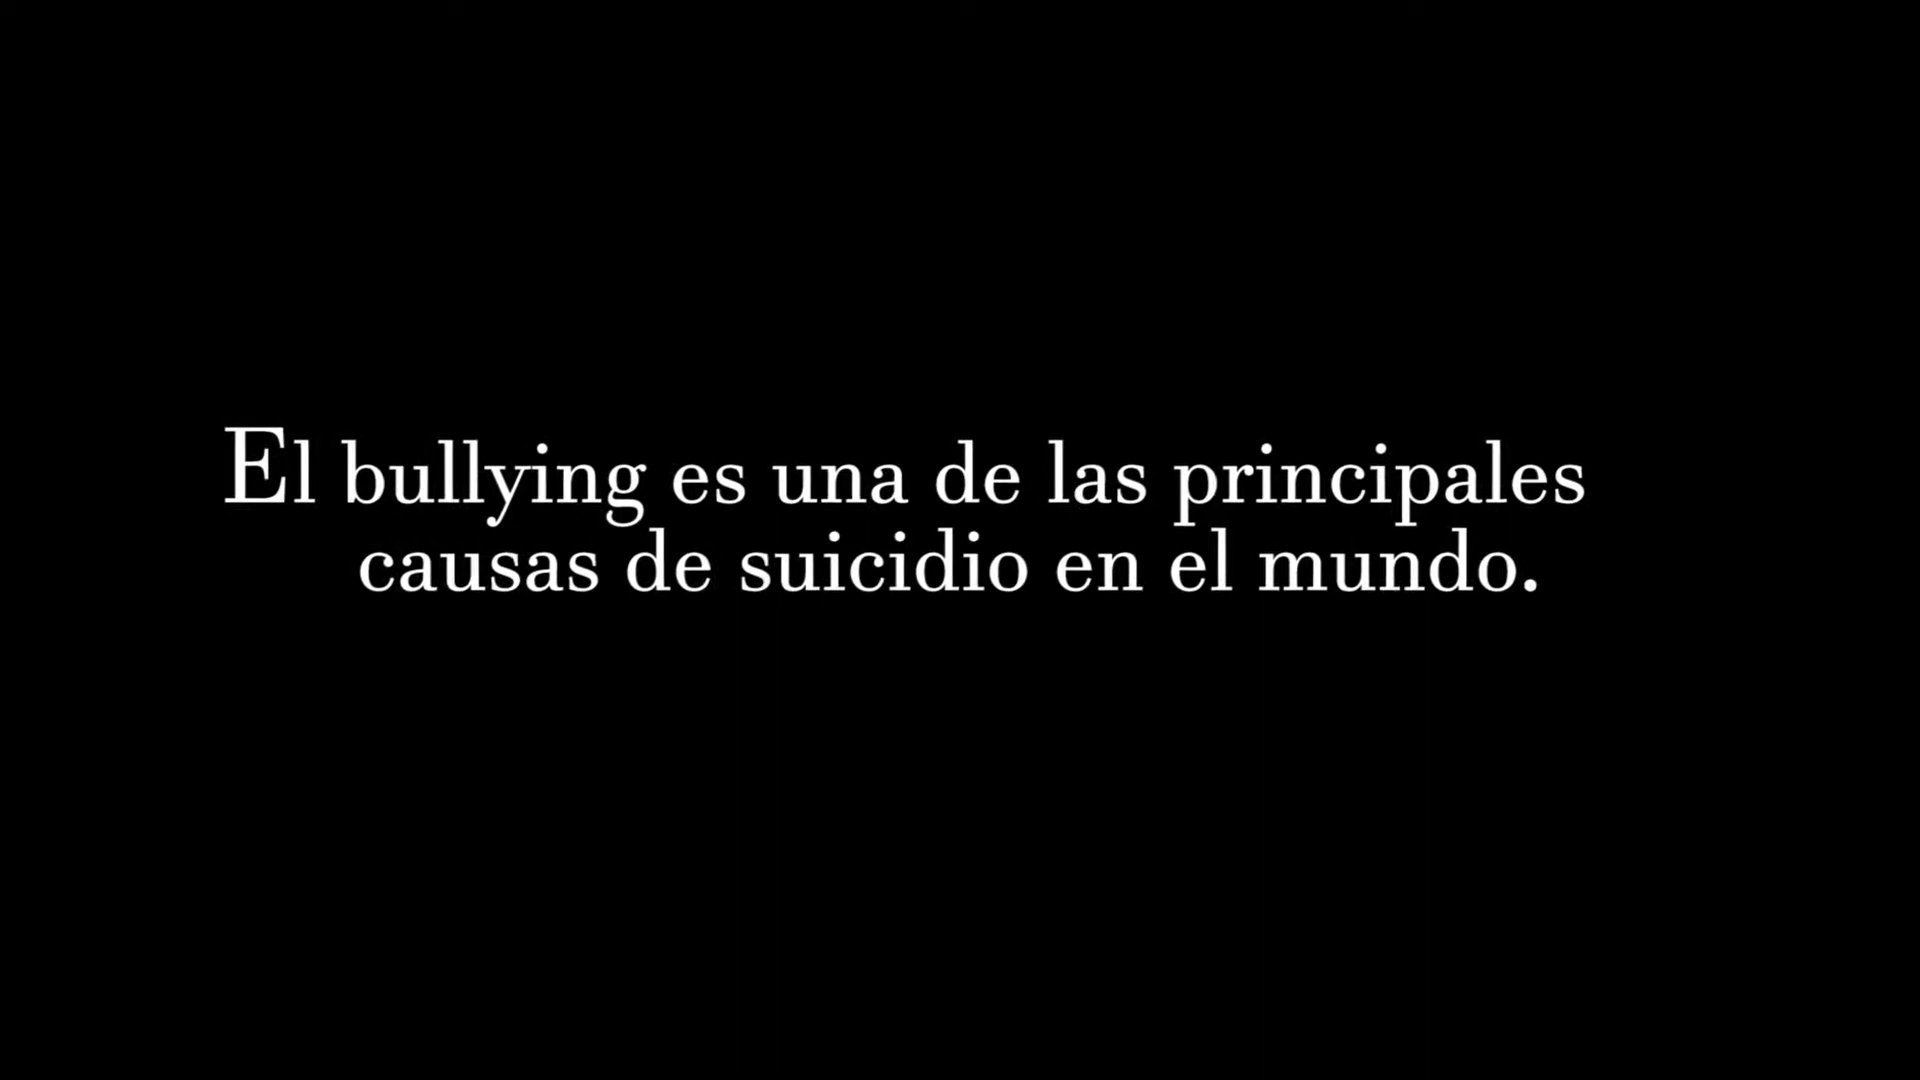 El bullying es una de las principales
causas de suicidio en el mundo.